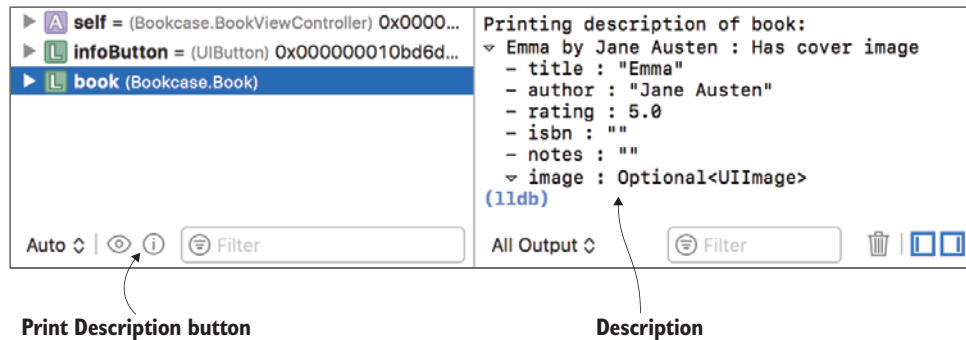 A self = (Bookcase.BookViewController) 0x0000...
L infoButton = (UIButton) 0x000000010bd6d...
L book (Bookcase.Book)
Auto
Filter
Printing description of book:
Emma by Jane Austen : Has cover image
– title : "Emma"
– author : "Jane Austen"
– rating : 5.0
– isbn : ""
– notes : ""
image : Optional<UIImage>
(lldb)
All Output
Filter
Print Description button
Description